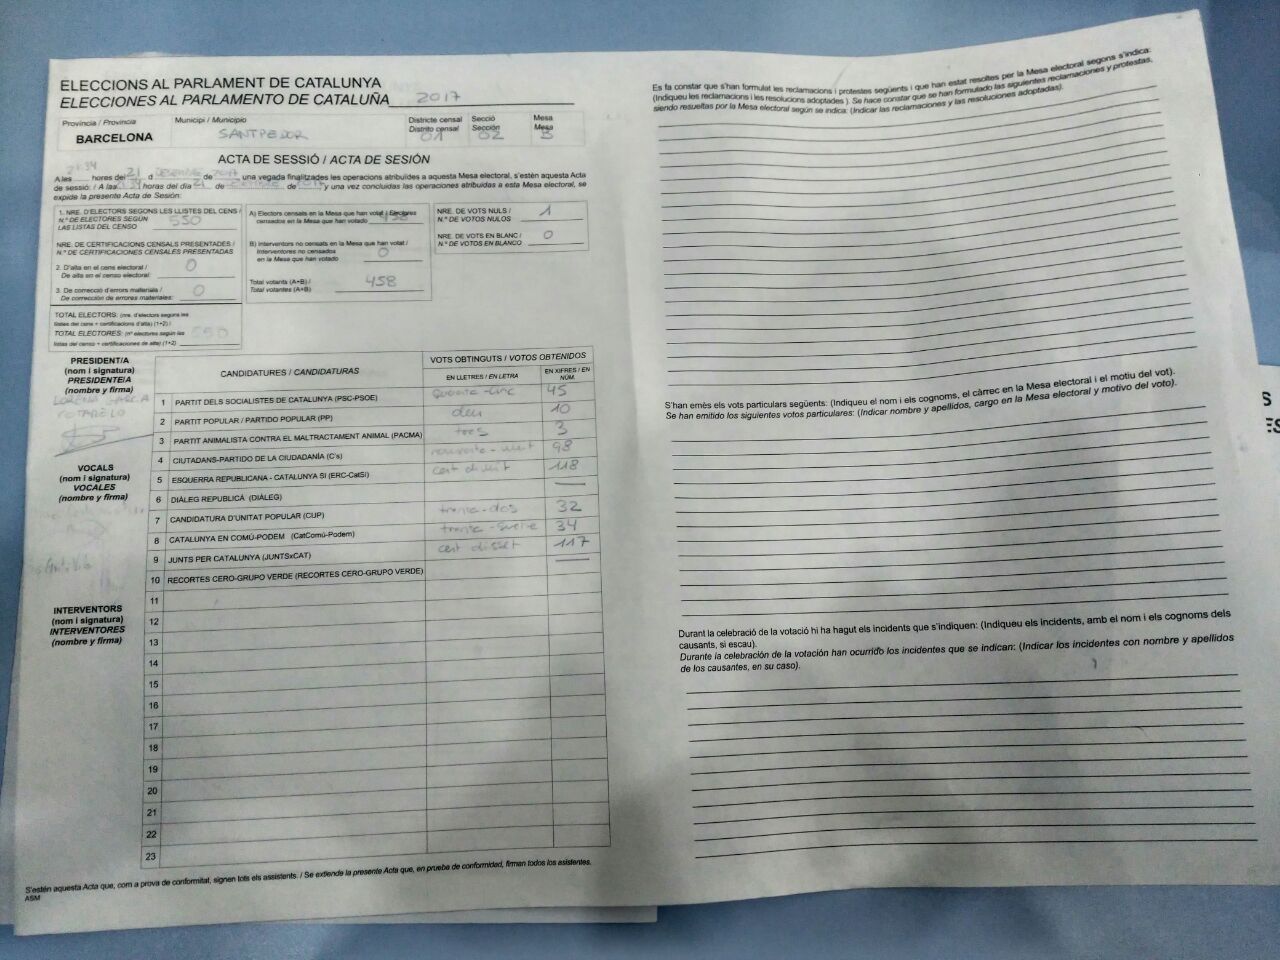 ELECCIONS AL PARLAMENT DE CATALUNYA
ELECCIONES AL PARLAMENTO DE CATALUÑA 2017
Província / Provincia
BARCELONA
Municipi / Municipio
SANTPEDOR
Districte censal
Distrito censal
01
Secció
Sección
02
Mesa
Mesa
B
ACTA DE SESSIÓ / ACTA DE SESIÓN
A les 21:34 hores del 21 d DESEMBRE de 2017 una vegada finalitzades les operacions atribuïdes a aquesta Mesa electoral, s'estén aquesta Acta
de sessió: / A las 21:34 horas del día 21 de de 2017 y una vez concluidas las operaciones atribuidas a esta Mesa electoral, se
expide la presente Acta de Sesión:
1. NRE. D'ELECTORS SEGONS LES LLISTES DEL CENS /
N.º DE ELECTORES SEGÚN
LAS LISTAS DEL CENSO 550
NRE. DE CERTIFICACIONS CENSALS PRESENTADES /
N.º DE CERTIFICACIONES CENSALES PRESENTADAS
2. D'alta en el cens electoral / 0
De alta en el censo electoral:
3. De correcció d'errors materials / 0
De corrección de errores materiales:
TOTAL ELECTORS: (nre. d'electors segons les
llistes del cens + certificacions d'alta) (1+2) /
TOTAL ELECTORES: (nº electores según las 550
listas del censo + certificaciones de alta) (1+2)
A) Electors censats en la Mesa que han votat / Electores
censados en la Mesa que han votado 458
B) Interventors no censats en la Mesa que han votat /
Interventores no censados 0
en la Mesa que han votado
Total votants (A+B) / 458
Total votantes (A+B)
NRE. DE VOTS NULS / 1
N.º DE VOTOS NULOS
NRE. DE VOTS EN BLANC / 0
N.º DE VOTOS EN BLANCO
PRESIDENT/A
(nom i signatura)
PRESIDENTE/A
(nombre y firma)
LORENA
VOCALS
(nom i signatura)
VOCALES
(nombre y firma)
INTERVENTORS
(nom i signatura)
INTERVENTORES
(nombre y firma)
CANDIDATURES / CANDIDATURAS
VOTS OBTINGUTS / VOTOS OBTENIDOS
EN LLETRES / EN LETRA
EN XIFRES / EN
NÚM.
1 PARTIT DELS SOCIALISTES DE CATALUNYA (PSC-PSOE) Quaranta-cinc 45
2 PARTIT POPULAR / PARTIDO POPULAR (PP) deu 10
3 PARTIT ANIMALISTA CONTRA EL MALTRACTAMENT ANIMAL (PACMA) tres 3
4 CIUTADANS-PARTIDO DE LA CIUDADANÍA (C's) noranta-vuit 98
5 ESQUERRA REPUBLICANA - CATALUNYA SÍ (ERC-CatSí) cent divuit 118
6 DIÀLEG REPUBLICÀ (DIÀLEG) —
7 CANDIDATURA D'UNITAT POPULAR (CUP) trenta-dos 32
8 CATALUNYA EN COMÚ-PODEM (CatComú-Podem) 34
9 JUNTS PER CATALUNYA (JUNTSxCAT) cent disset 117
10 RECORTES CERO-GRUPO VERDE (RECORTES CERO-GRUPO VERDE) —
11
12
13
14
15
16
17
18
19
20
21
22
23
S'estén aquesta Acta que, com a prova de conformitat, signen tots els assistents. / Se extiende la presente Acta que, en prueba de conformidad, firman todos los asistentes.
ASM
Es fa constar que s'han formulat les reclamacions i protestes següents i que han estat resoltes per la Mesa electoral segons s'indica:
(Indiqueu les reclamacions i les resolucions adoptades ). Se hace constar que se han formulado las siguientes reclamaciones y protestas,
siendo resueltas por la Mesa electoral según se indica: (Indicar las reclamaciones y las resoluciones adoptadas).
S'han emès els vots particulars següents: (Indiqueu el nom i els cognoms, el càrrec en la Mesa electoral i el motiu del vot).
Se han emitido los siguientes votos particulares: (Indicar nombre y apellidos, cargo en la Mesa electoral y motivo del voto).
Durant la celebració de la votació hi ha hagut els incidents que s'indiquen: (Indiqueu els incidents, amb el nom i els cognoms dels
causants, si escau).
Durante la celebración de la votación han ocurrido los incidentes que se indican: (Indicar los incidentes con nombre y apellidos
de los causantes, en su caso).